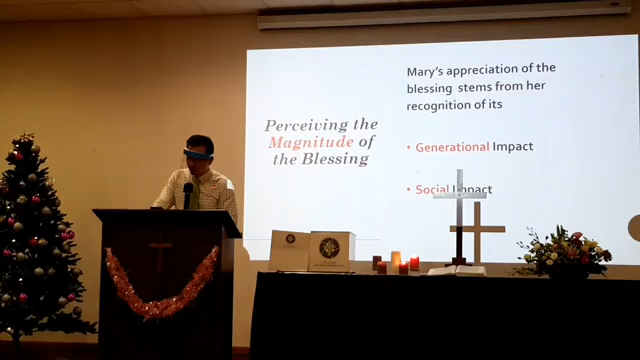 Perceiving the
Magnitude of
the Blessing
Mary's appreciation of the
blessing stems from her
recognition of its
• Generational Impact
• Social Impact